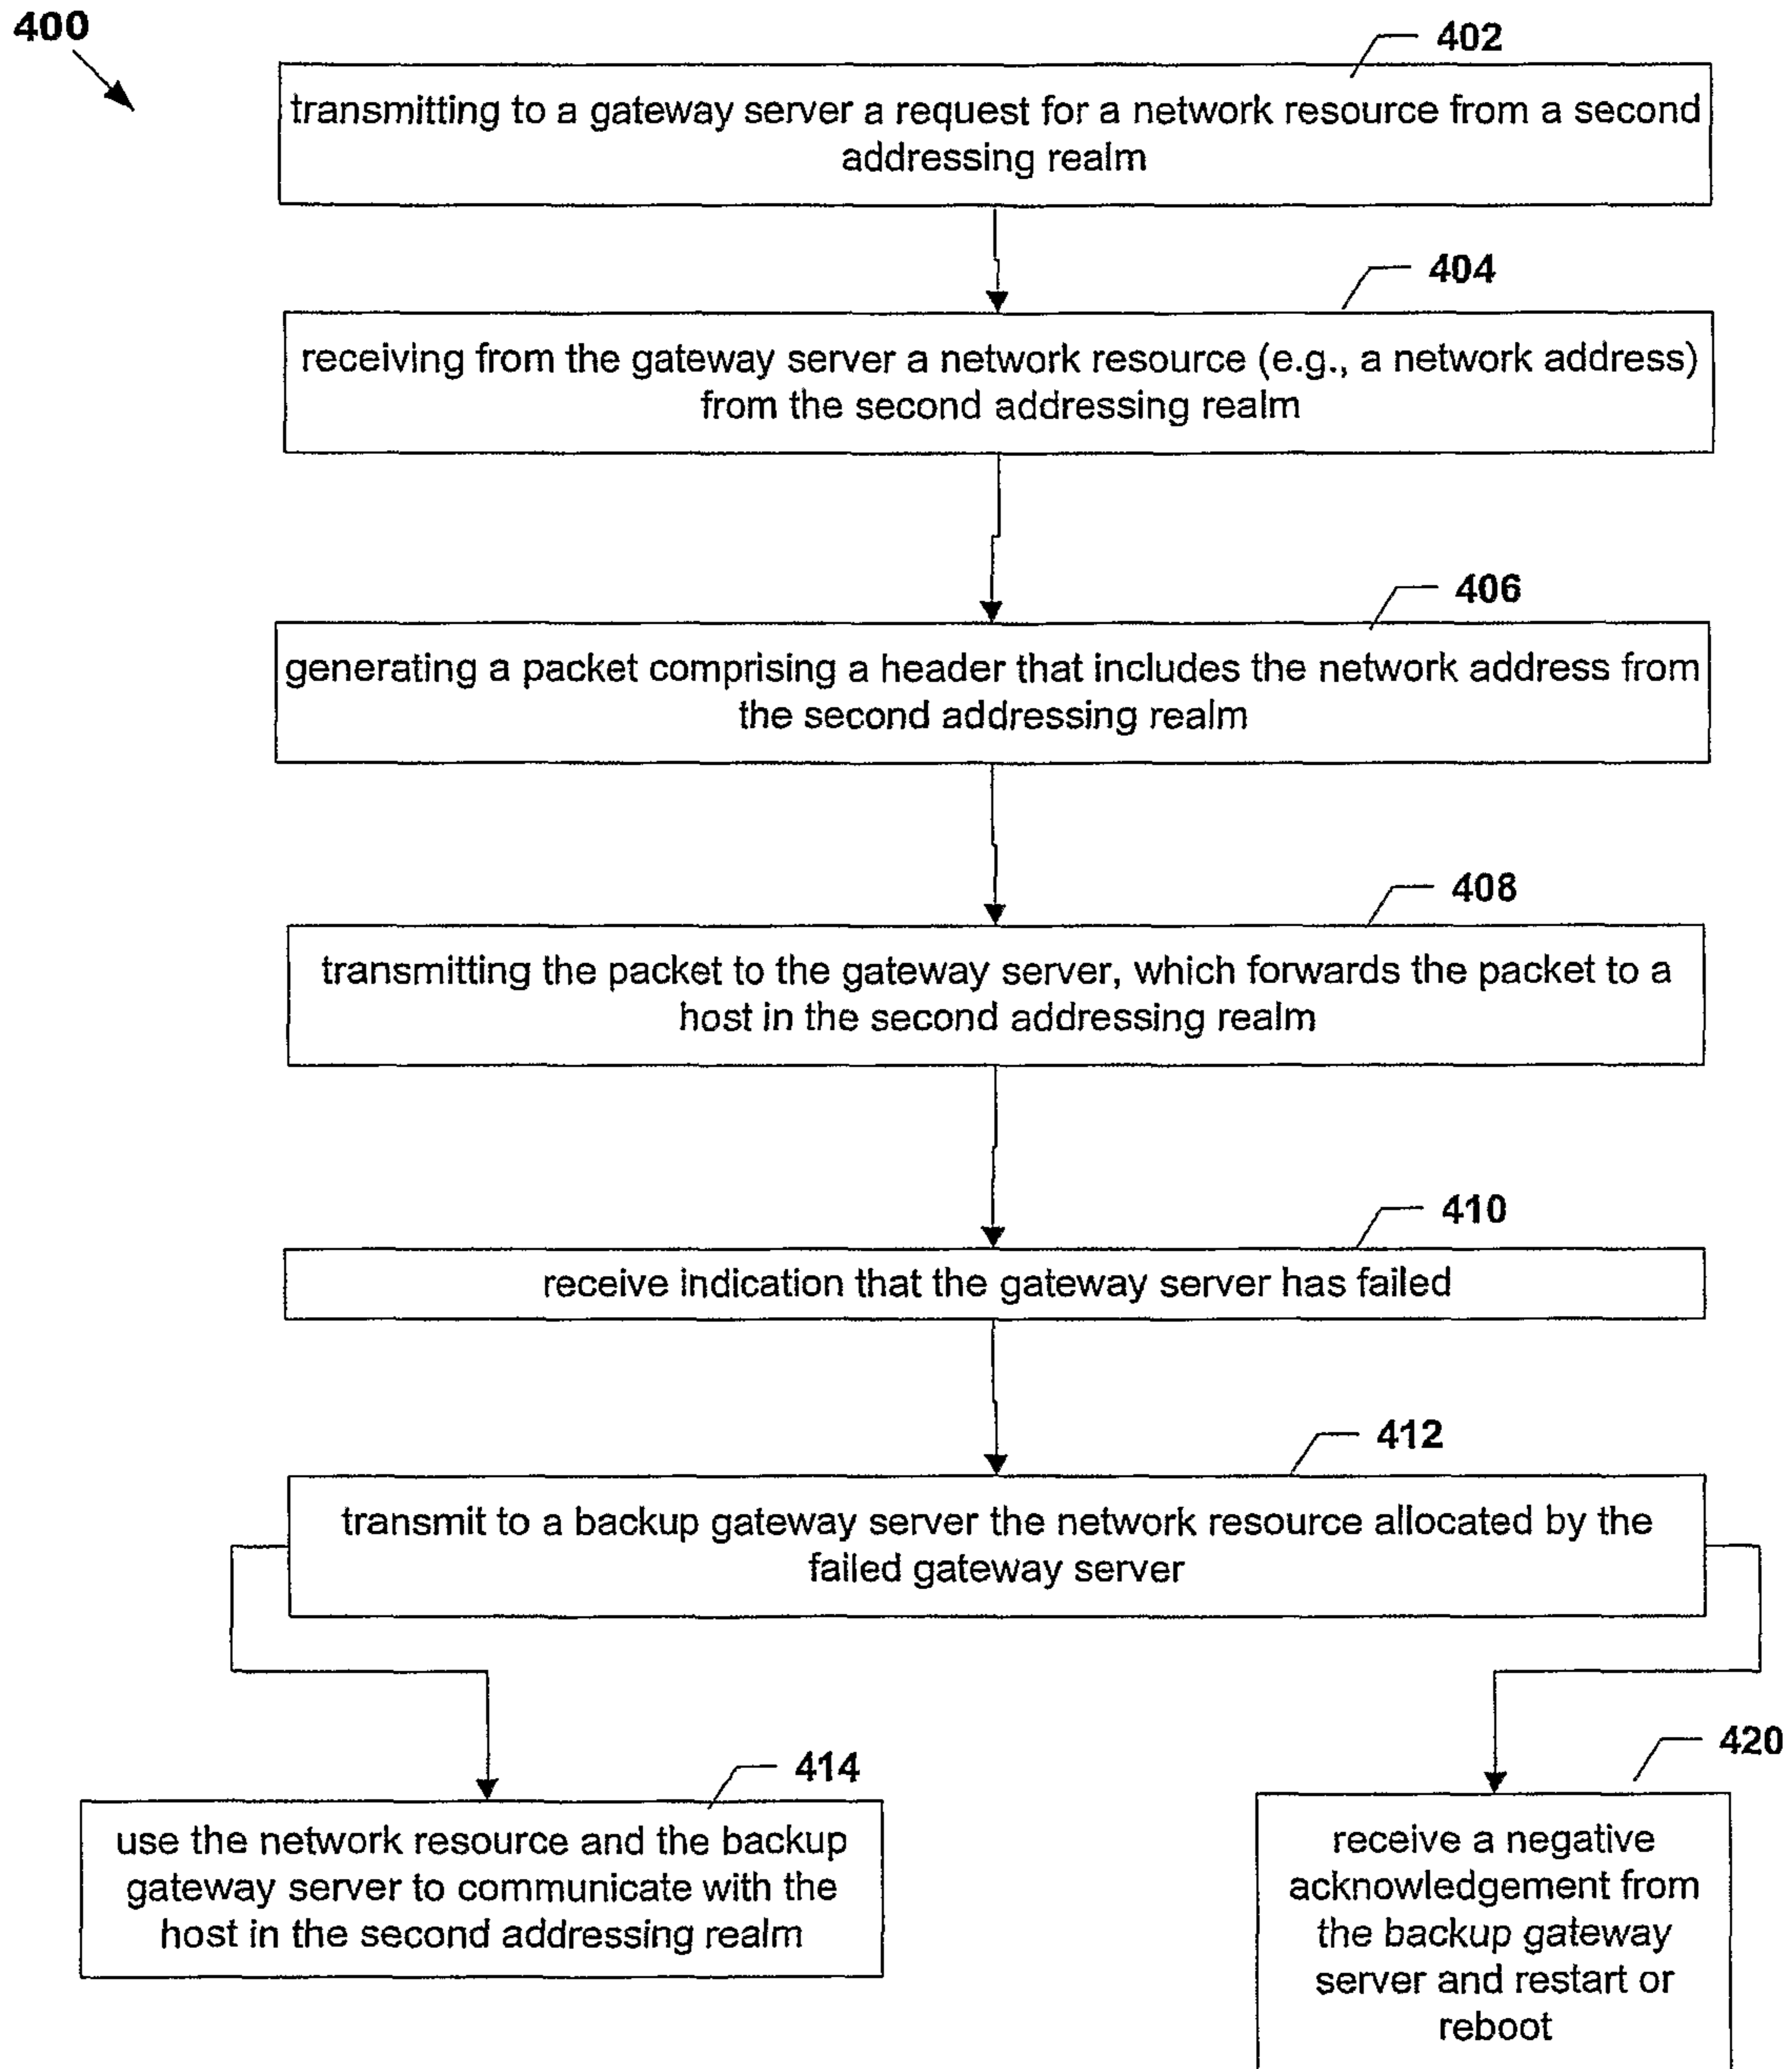 400
402
transmitting to a gateway server a request for a network resource from a second
addressing realm
404
receiving from the gateway server a network resource (e.g., a network address)
from the second addressing realm
406
generating a packet comprising a header that includes the network address from
the second addressing realm
408
transmitting the packet to the gateway server, which forwards the packet to a
host in the second addressing realm
410
receive indication that the gateway server has failed
412
transmit to a backup gateway server the network resource allocated by the
failed gateway server
414
use the network resource and the backup
gateway server to communicate with the
host in the second addressing realm
420
receive a negative
acknowledgement from
the backup gateway
server and restart or
reboot